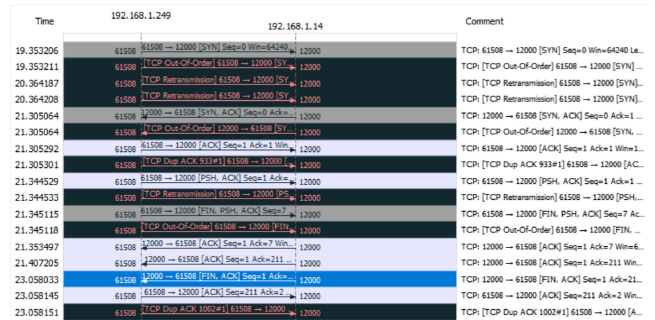 Time 192.168.1.249 192.168.1.14 Comment
19.353206 61508 61508 → 12000 [SYN] Seq=0 Win=64240 Le... 12000 TCP: 61508 → 12000 [SYN] Seq=0 Win=64240 Le...
19.353211 61508 [TCP Out-Of-Order] 61508 → 12000 [SY... 12000 TCP: [TCP Out-Of-Order] 61508 → 12000 [SYN] ...
20.364187 61508 [TCP Retransmission] 61508 → 12000 [SY... 12000 TCP: [TCP Retransmission] 61508 → 12000 [SYN]...
20.364208 61508 [TCP Retransmission] 61508 → 12000 [SY... 12000 TCP: [TCP Retransmission] 61508 → 12000 [SYN]...
21.305064 61508 12000 → 61508 [SYN, ACK] Seq=0 Ack=... 12000 TCP: 12000 → 61508 [SYN, ACK] Seq=0 Ack=1 ...
21.305064 61508 [TCP Out-Of-Order] 12000 → 61508 [SY... 12000 TCP: [TCP Out-Of-Order] 12000 → 61508 [SYN, ...
21.305292 61508 61508 → 12000 [ACK] Seq=1 Ack=1 Win... 12000 TCP: 61508 → 12000 [ACK] Seq=1 Ack=1 Win=1...
21.305301 61508 [TCP Dup ACK 933#1] 61508 → 12000 [... 12000 TCP: [TCP Dup ACK 933#1] 61508 → 12000 [AC...
21.344529 61508 61508 → 12000 [PSH, ACK] Seq=1 Ack=... 12000 TCP: 61508 → 12000 [PSH, ACK] Seq=1 Ack=1 ...
21.344533 61508 [TCP Retransmission] 61508 → 12000 [PS... 12000 TCP: [TCP Retransmission] 61508 → 12000 [PSH,...
21.345115 61508 61508 → 12000 [FIN, PSH, ACK] Seq=7 ... 12000 TCP: 61508 → 12000 [FIN, PSH, ACK] Seq=7 Ac...
21.345118 61508 [TCP Out-Of-Order] 61508 → 12000 [FIN,... 12000 TCP: [TCP Out-Of-Order] 61508 → 12000 [FIN, ...
21.353497 61508 12000 → 61508 [ACK] Seq=1 Ack=7 Win... 12000 TCP: 12000 → 61508 [ACK] Seq=1 Ack=7 Win=6...
21.407205 61508 12000 → 61508 [ACK] Seq=1 Ack=211 ... 12000 TCP: 12000 → 61508 [ACK] Seq=1 Ack=211 Win...
23.058033 61508 12000 → 61508 [FIN, ACK] Seq=1 Ack=... 12000 TCP: 12000 → 61508 [FIN, ACK] Seq=1 Ack=21...
23.058145 61508 61508 → 12000 [ACK] Seq=211 Ack=2 ... 12000 TCP: 61508 → 12000 [ACK] Seq=211 Ack=2 Win...
23.058151 61508 [TCP Dup ACK 1002#1] 61508 → 12000 ... 12000 TCP: [TCP Dup ACK 1002#1] 61508 → 12000 [A...